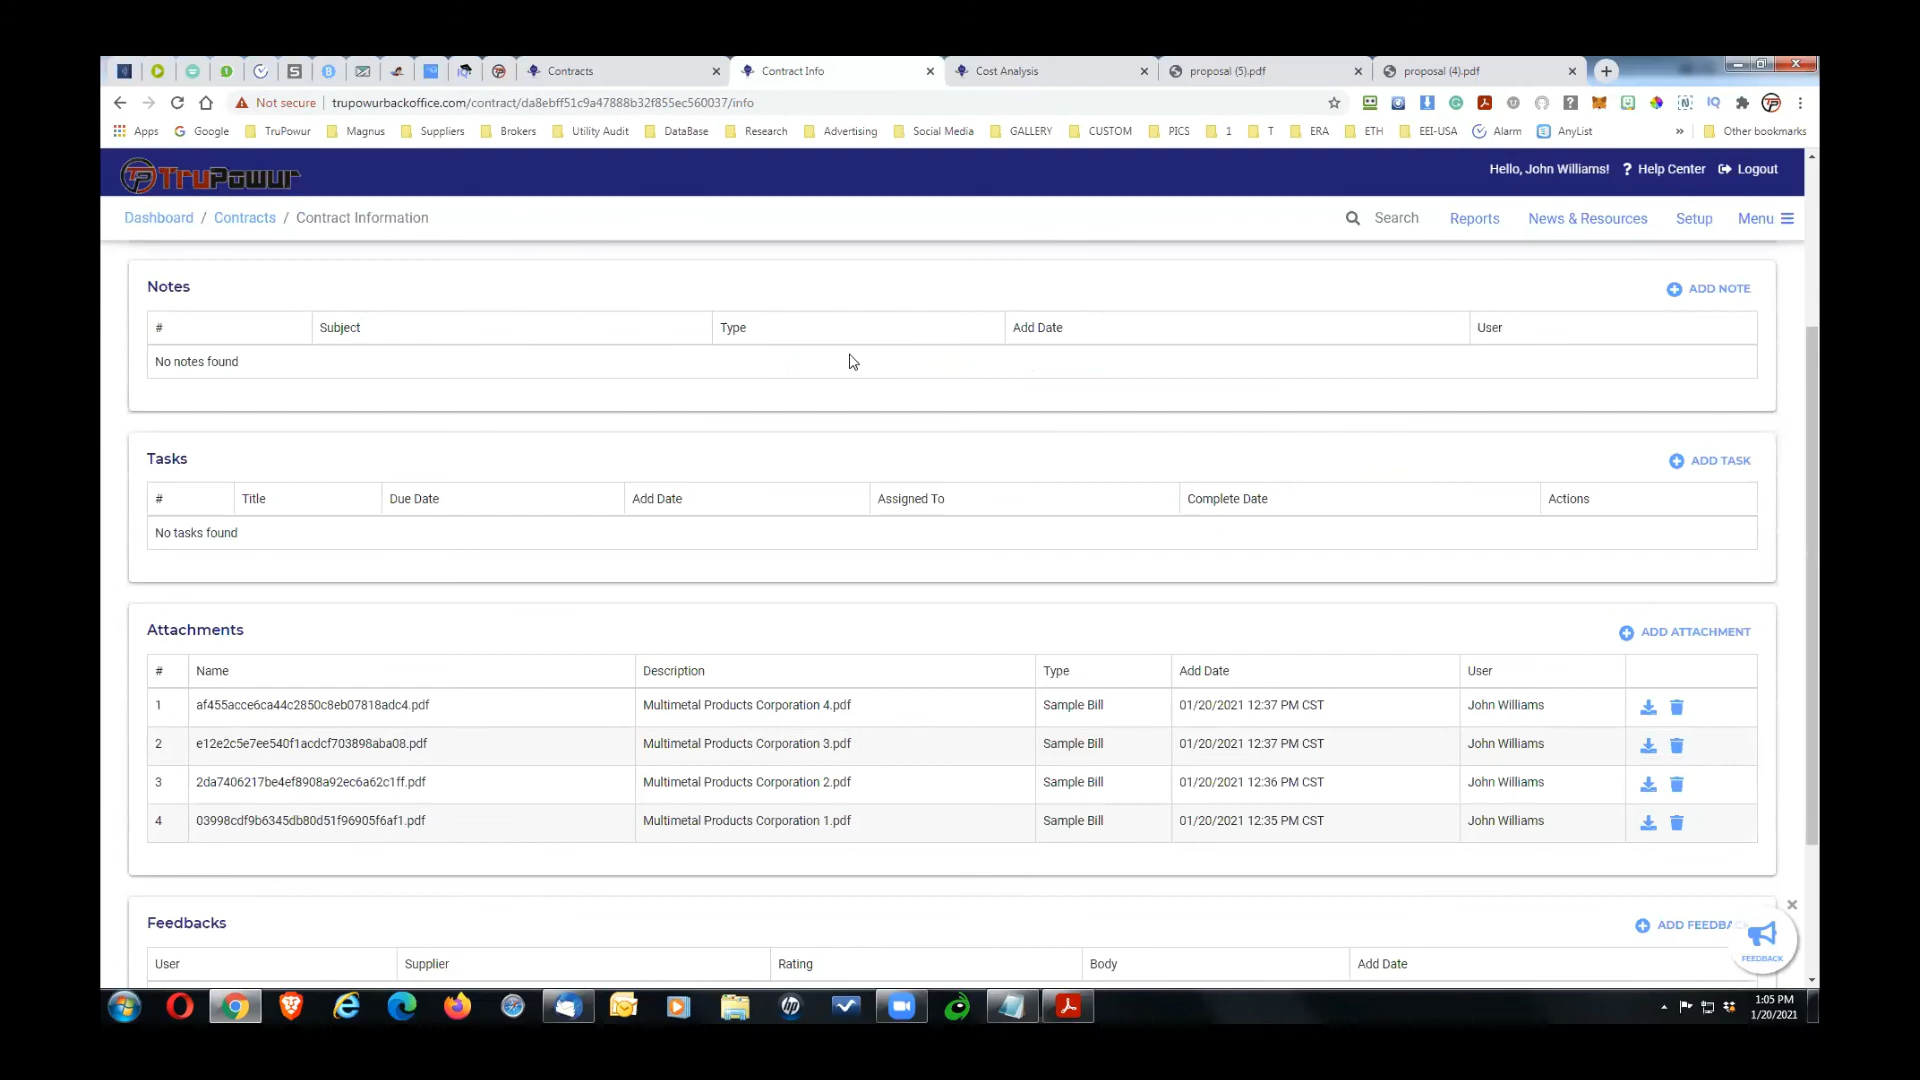 Contracts
Contract Info
Cost Analysis
proposal (5).pdf
proposal (4).pdf
Not secure
trupowurbackoffice.com/contract/da8ebff51c9a47888b32f855ec560037/info
Apps
Google
TruPowur
Magnus
Suppliers
Brokers
Utility Audit
DataBase
Research
Advertising
Social Media
GALLERY
CUSTOM
PICS
1
T
ERA
ETH
EEI-USA
Alarm
AnyList
»
Other bookmarks
TruPowur
Hello, John Williams!
? Help Center
Logout
Dashboard / Contracts / Contract Information
Search
Reports
News & Resources
Setup
Menu
Notes
ADD NOTE
# Subject Type Add Date User
No notes found
Tasks
ADD TASK
# Title Due Date Add Date Assigned To Complete Date Actions
No tasks found
Attachments
ADD ATTACHMENT
# Name Description Type Add Date User
1 af455acce6ca44c2850c8eb07818adc4.pdf Multimetal Products Corporation 4.pdf Sample Bill 01/20/2021 12:37 PM CST John Williams
2 e12e2c5e7ee540f1acdcf703898aba08.pdf Multimetal Products Corporation 3.pdf Sample Bill 01/20/2021 12:37 PM CST John Williams
3 2da7406217be4ef8908a92ec6a62c1ff.pdf Multimetal Products Corporation 2.pdf Sample Bill 01/20/2021 12:36 PM CST John Williams
4 03998cdf9b6345db80d51f96905f6af1.pdf Multimetal Products Corporation 1.pdf Sample Bill 01/20/2021 12:35 PM CST John Williams
Feedbacks
ADD FEEDBAC
FEEDBACK
User Supplier Rating Body Add Date
1:05 PM
1/20/2021